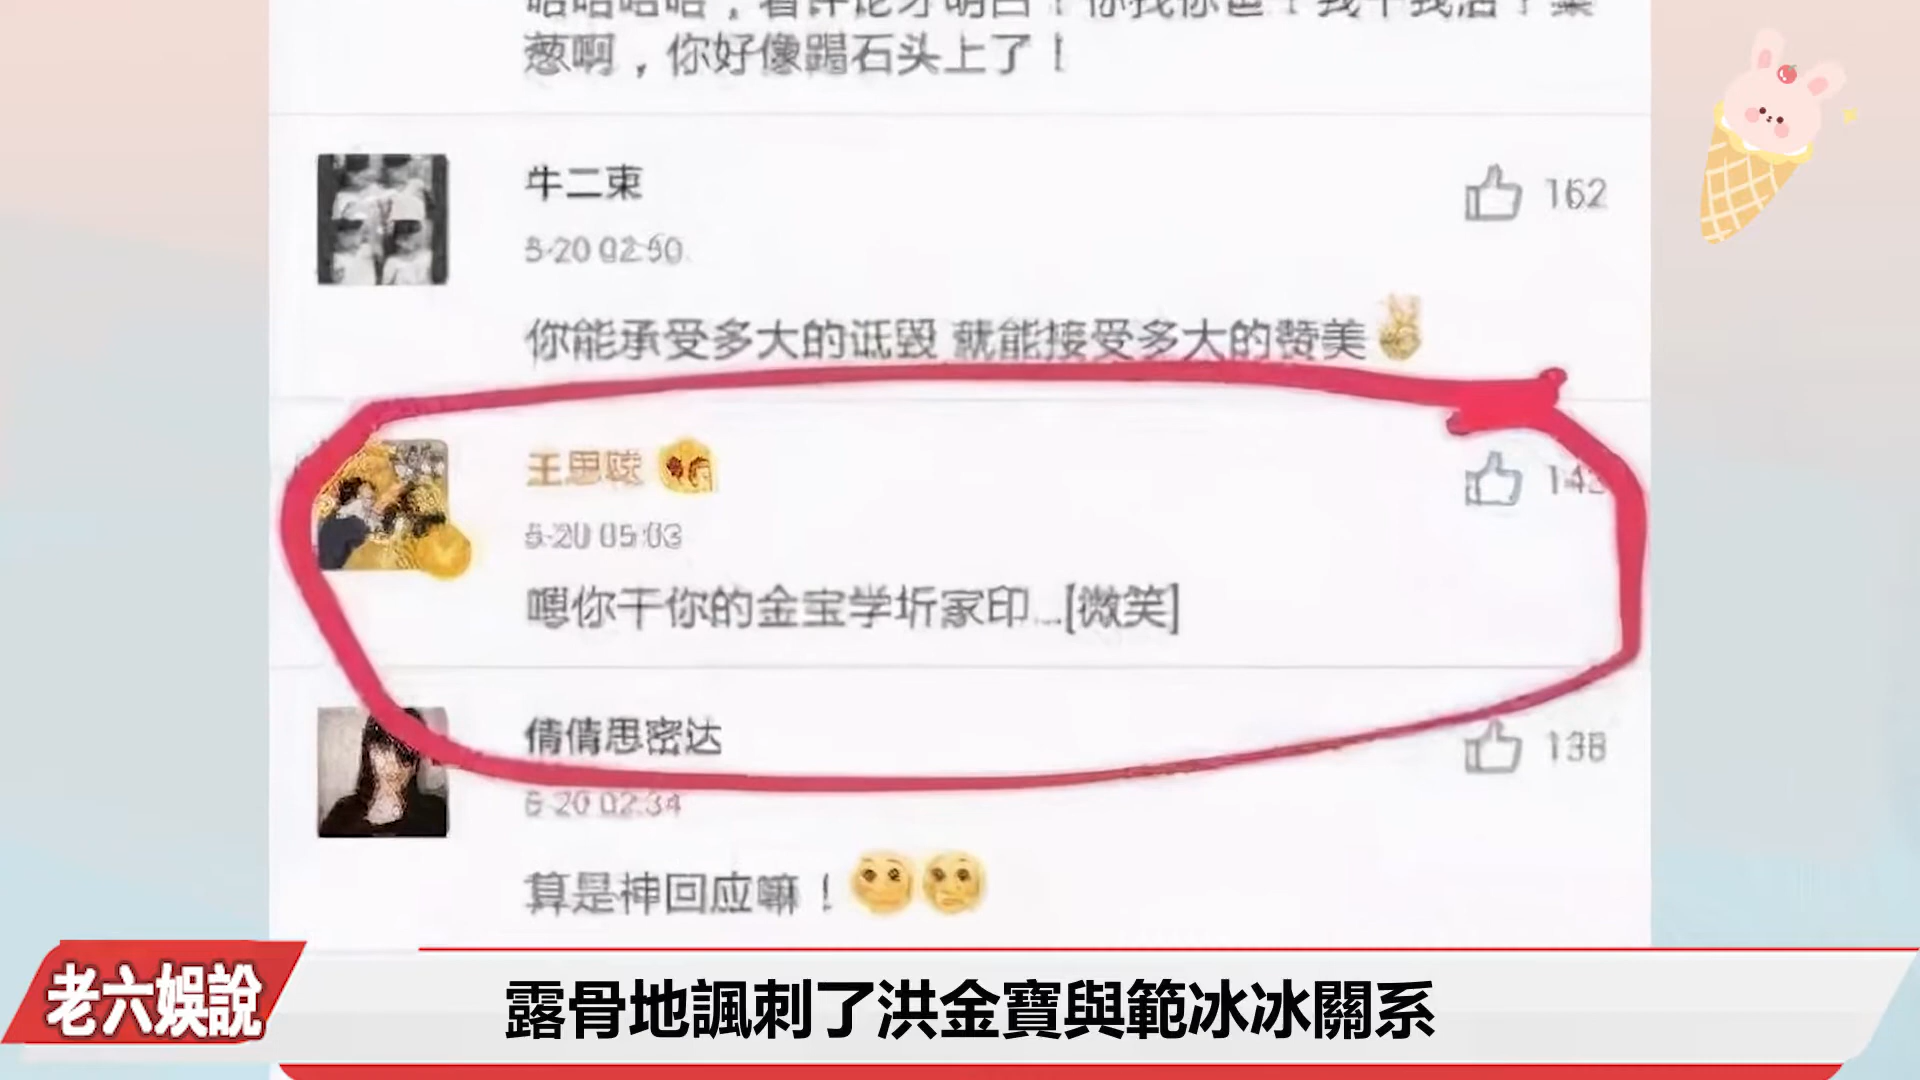 葱啊，你好像踢石头上了！
牛二束
162
5-20 02:50
你能承受多大的诋毁 就能接受多大的赞美
王思聪
142
5-20 05:03
嗯你干你的金宝学圻家印...[微笑]
倩倩思密达
138
5-20 02:34
算是神回应嘛！
老六娛說
露骨地諷刺了洪金寶與範冰冰關系